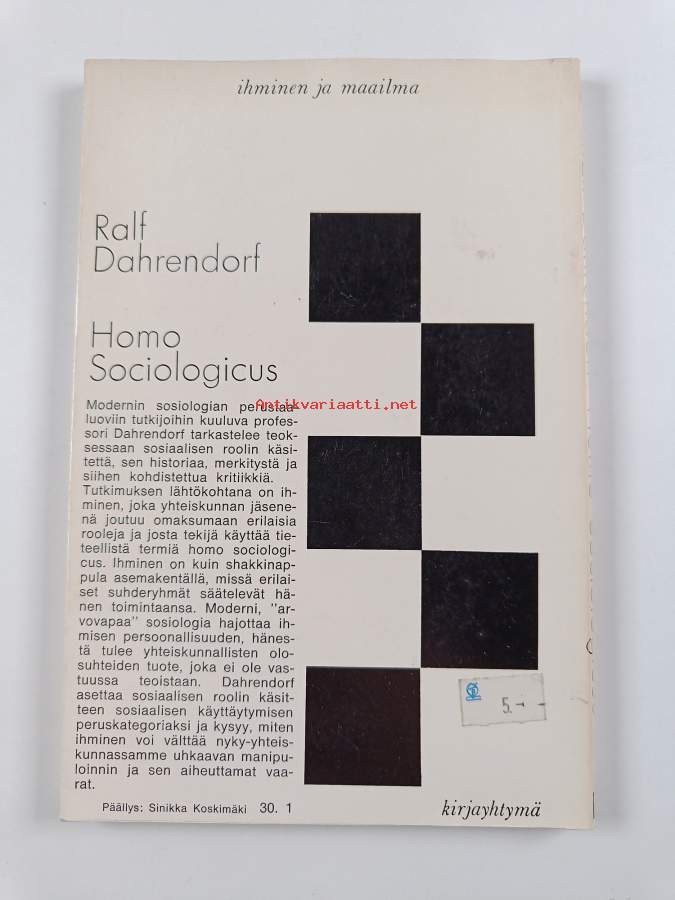 ihminen ja maailma
Ralf
Dahrendorf
Homo
Sociologicus
Antikvariaatti.net
Modernin sosiologian perustaa-
luoviin tutkijoihin kuuluva profes-
sori Dahrendorf tarkastelee teok-
sessaan sosiaalisen roolin käsi-
tettä, sen historiaa, merkitystä ja
siihen kohdistettua kritiikkiä.
Tutkimuksen lähtökohtana on ih-
minen, joka yhteiskunnan jäsene-
nä joutuu omaksumaan erilaisia
rooleja ja josta tekijä käyttää tie-
teellistä termiä homo sociologi-
cus. Ihminen on kuin shakkinap-
pula asemakentällä, missä erilai-
set suhderyhmät säätelevät hä-
nen toimintaansa. Moderni, "ar-
vovapaa" sosiologia hajottaa ih-
misen persoonallisuuden, hänes-
tä tulee yhteiskunnallisten olo-
suhteiden tuote, joka ei ole vas-
tuussa teoistaan. Dahrendorf
asettaa sosiaalisen roolin käsit-
teen sosiaalisen käyttäytymisen
peruskategoriaksi ja kysyy, miten
ihminen voi välttää nyky-yhteis-
kunnassamme uhkaavan manipu-
loinnin ja sen aiheuttamat vaa-
rat.
5.- -
Päällys: Sinikka Koskimäki 30. 1
kirjayhtymä